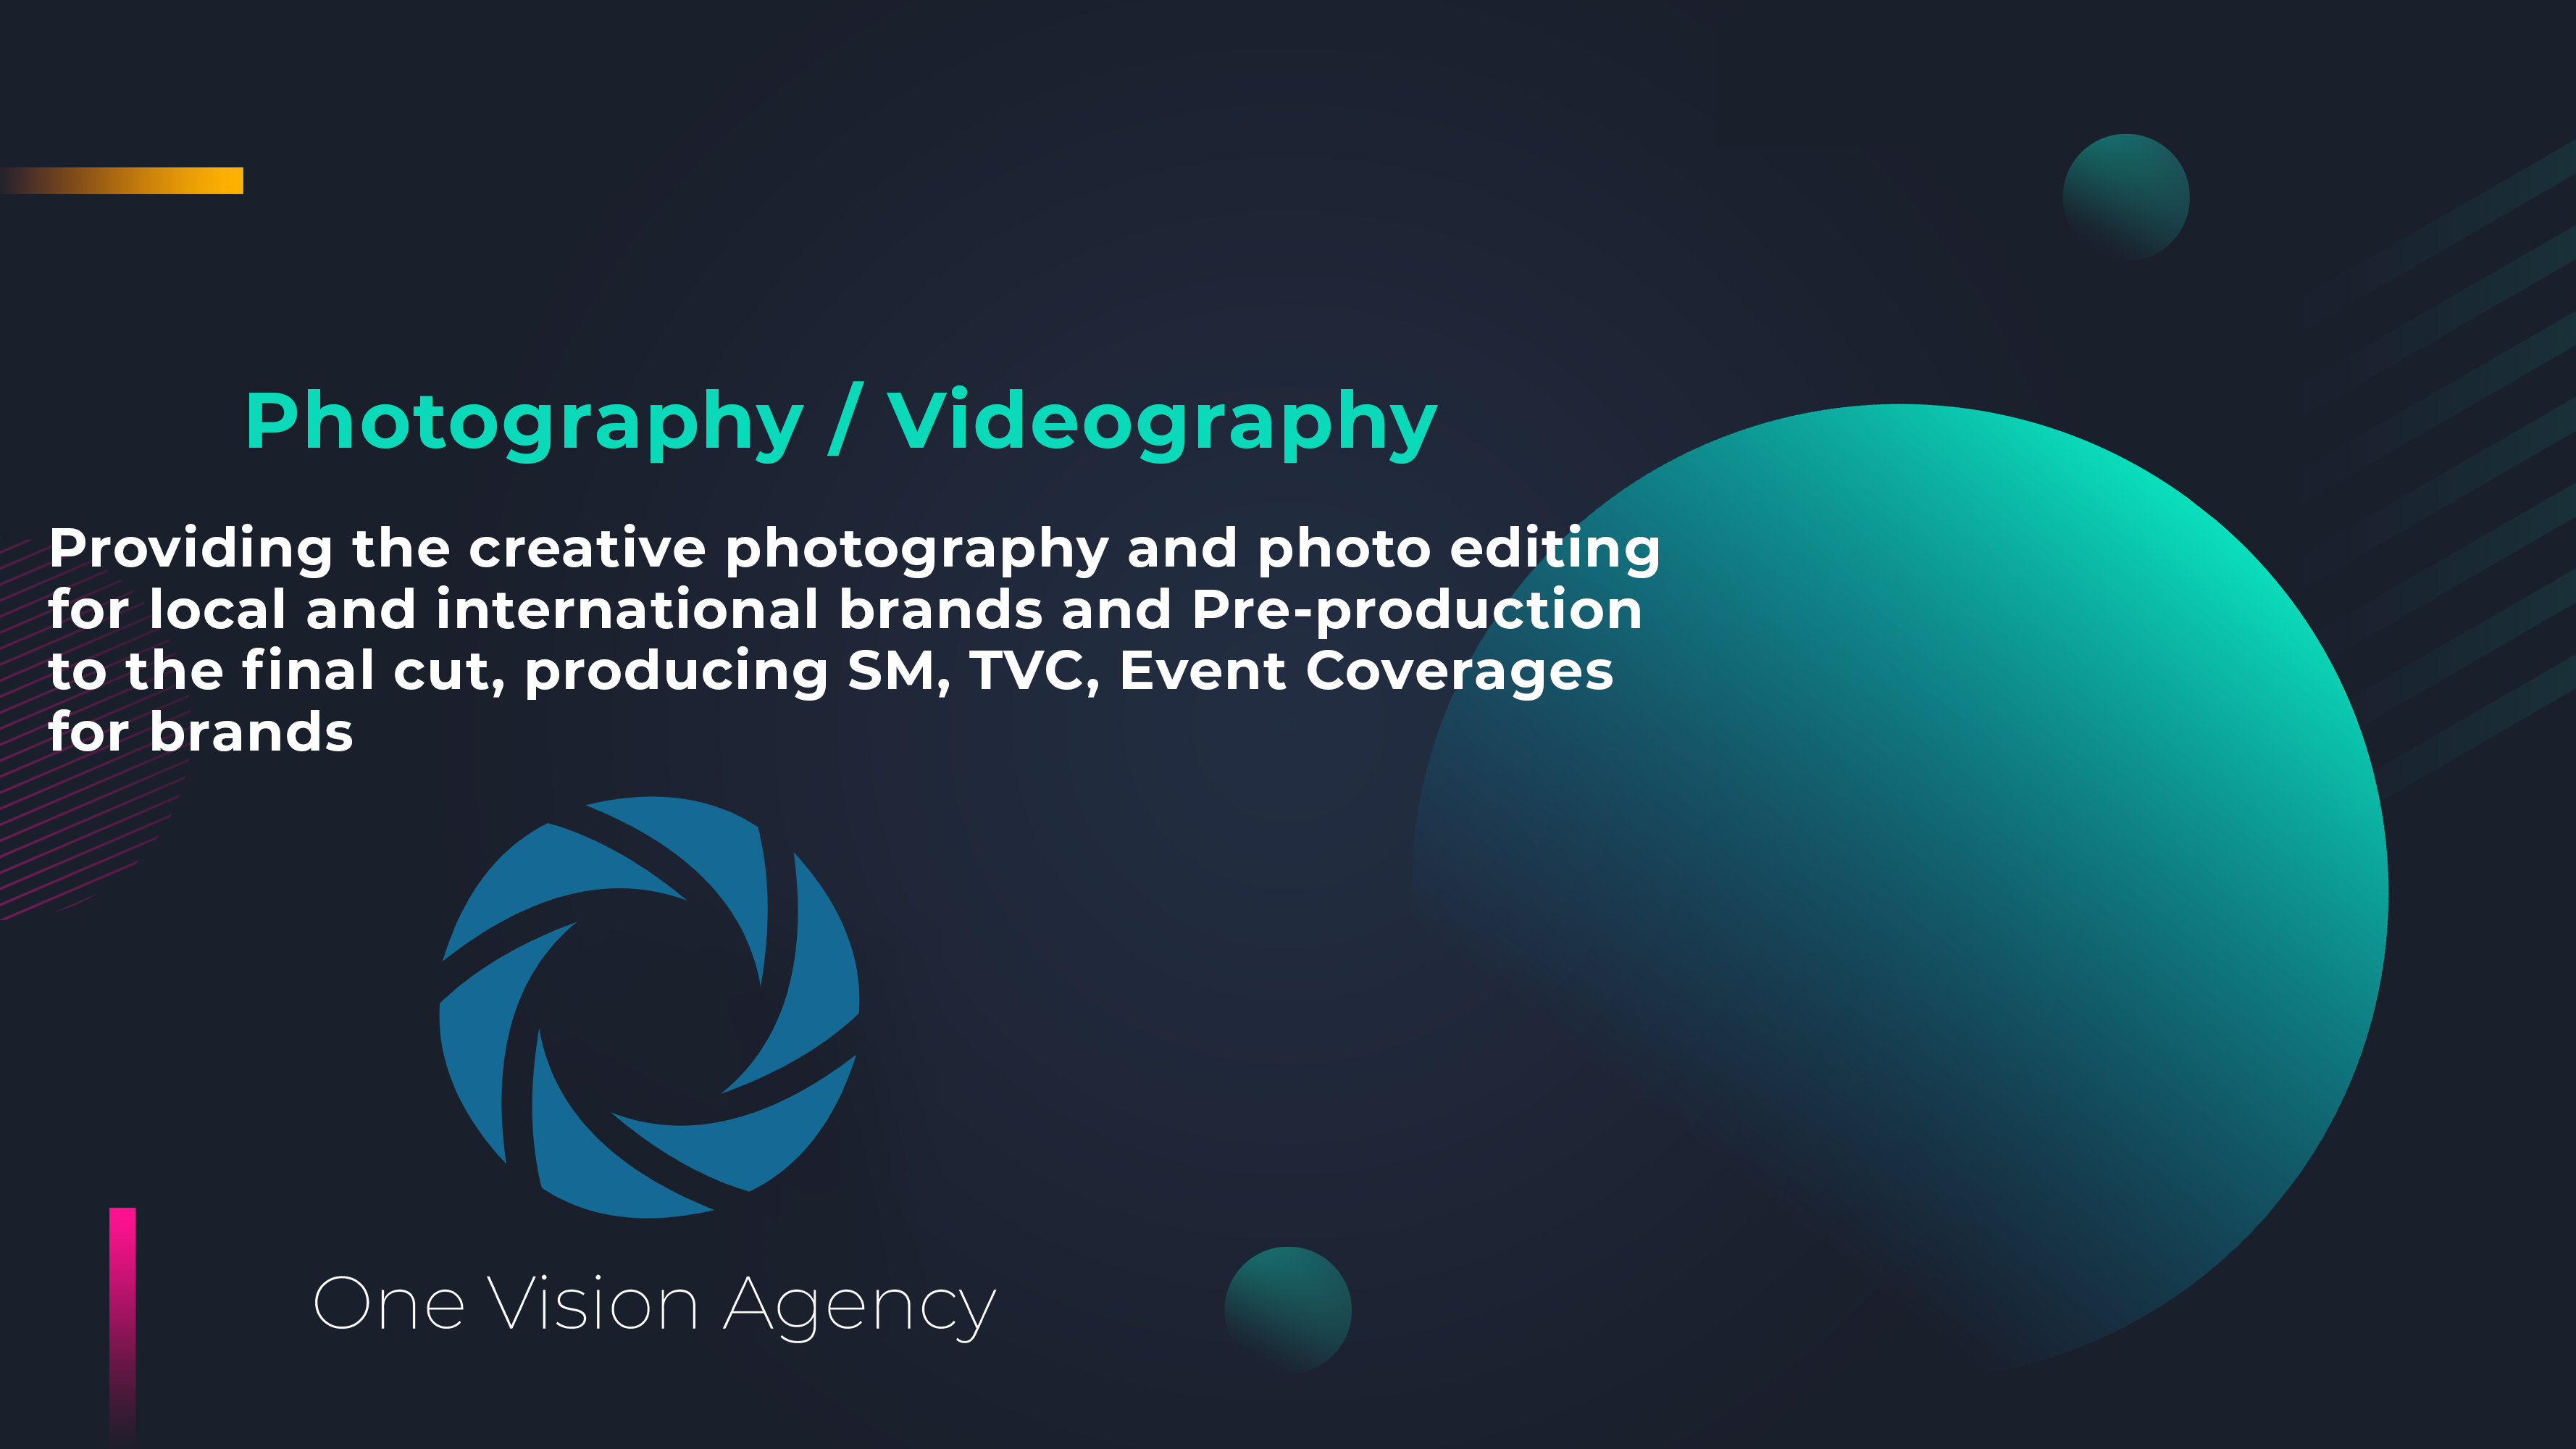 Photography / Videography
Providing the creative photography and photo editing
for local and international brands and Pre-production
to the final cut, producing SM, TVC, Event Coverages
for brands
One Vision Agency